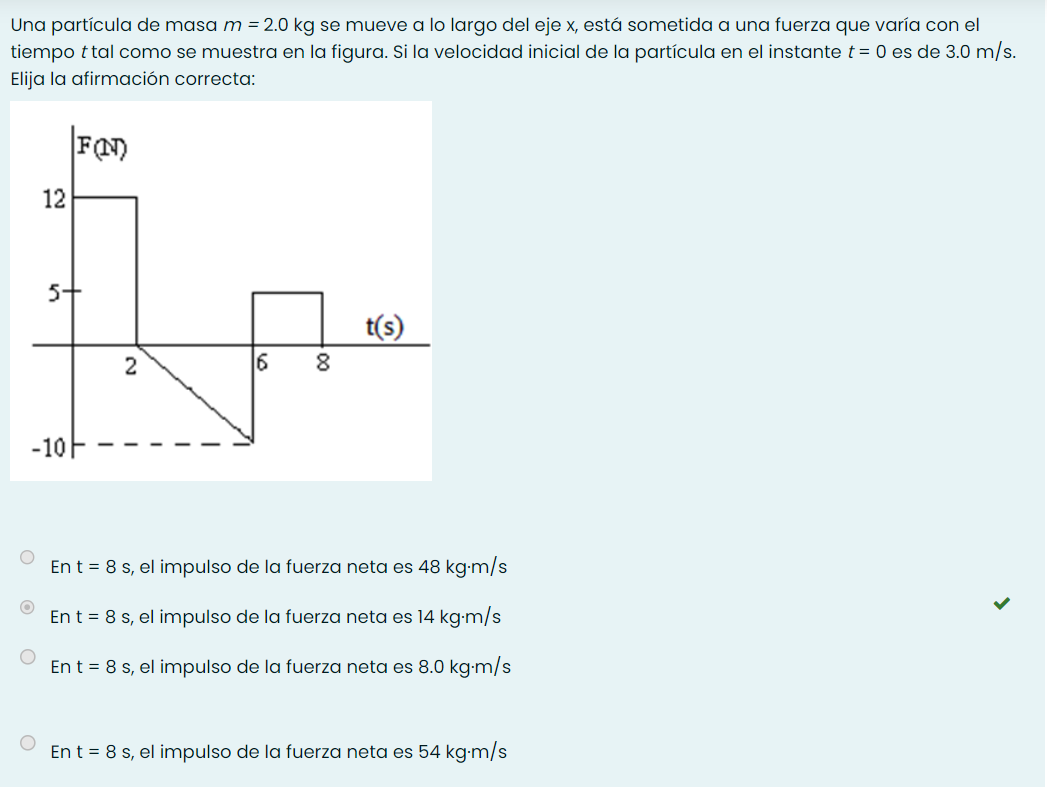 Una partícula de masa m = 2.0 kg se mueve a lo largo del eje x, está sometida a una fuerza que varía con el
tiempo t tal como se muestra en la figura. Si la velocidad inicial de la partícula en el instante t = 0 es de 3.0 m/s.
Elija la afirmación correcta:
F(N)
12
5
t(s)
2
6
8
-10
En t = 8 s, el impulso de la fuerza neta es 48 kg·m/s
En t = 8 s, el impulso de la fuerza neta es 14 kg·m/s
En t = 8 s, el impulso de la fuerza neta es 8.0 kg·m/s
En t = 8 s, el impulso de la fuerza neta es 54 kg·m/s